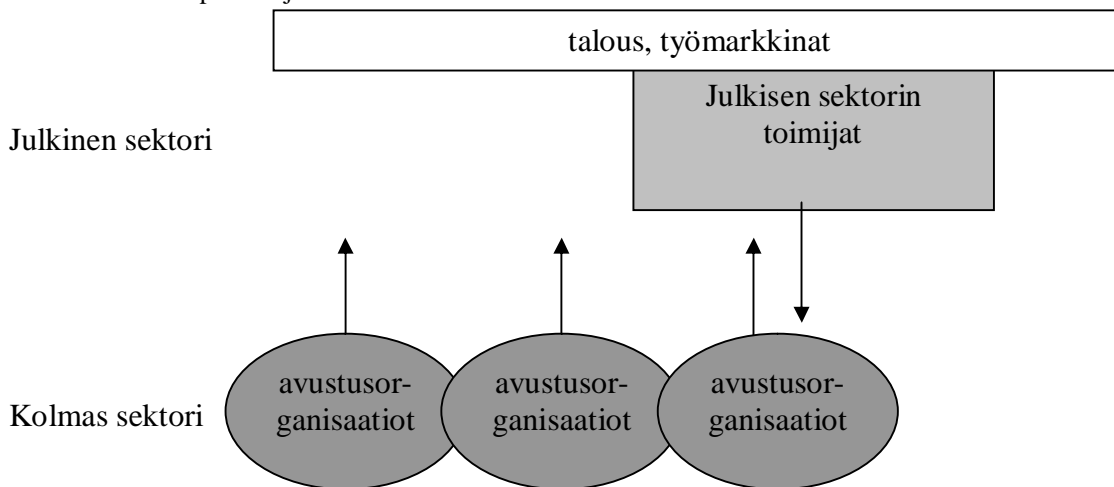 talous, työmarkkinat
Julkisen sektorin
toimijat
Julkinen sektori
avustusor-
ganisaatiot
avustusor-
ganisaatiot
avustusor-
ganisaatiot
Kolmas sektori